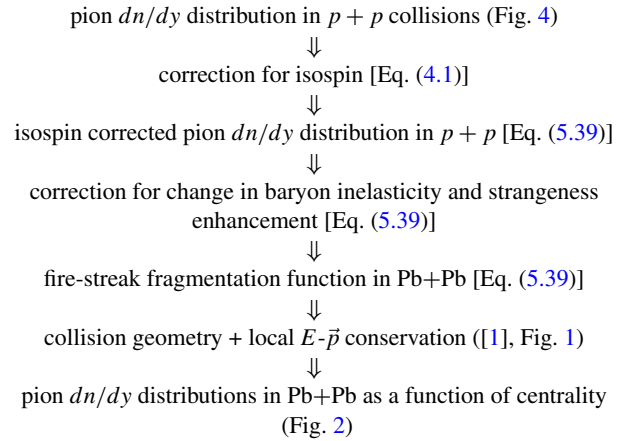 pion dn/dy distribution in p + p collisions (Fig. 4)
⇓
correction for isospin [Eq. (4.1)]
⇓
isospin corrected pion dn/dy distribution in p + p [Eq. (5.39)]
⇓
correction for change in baryon inelasticity and strangeness
enhancement [Eq. (5.39)]
⇓
fire-streak fragmentation function in Pb+Pb [Eq. (5.39)]
⇓
collision geometry + local E-p⃗ conservation ([1], Fig. 1)
⇓
pion dn/dy distributions in Pb+Pb as a function of centrality
(Fig. 2)